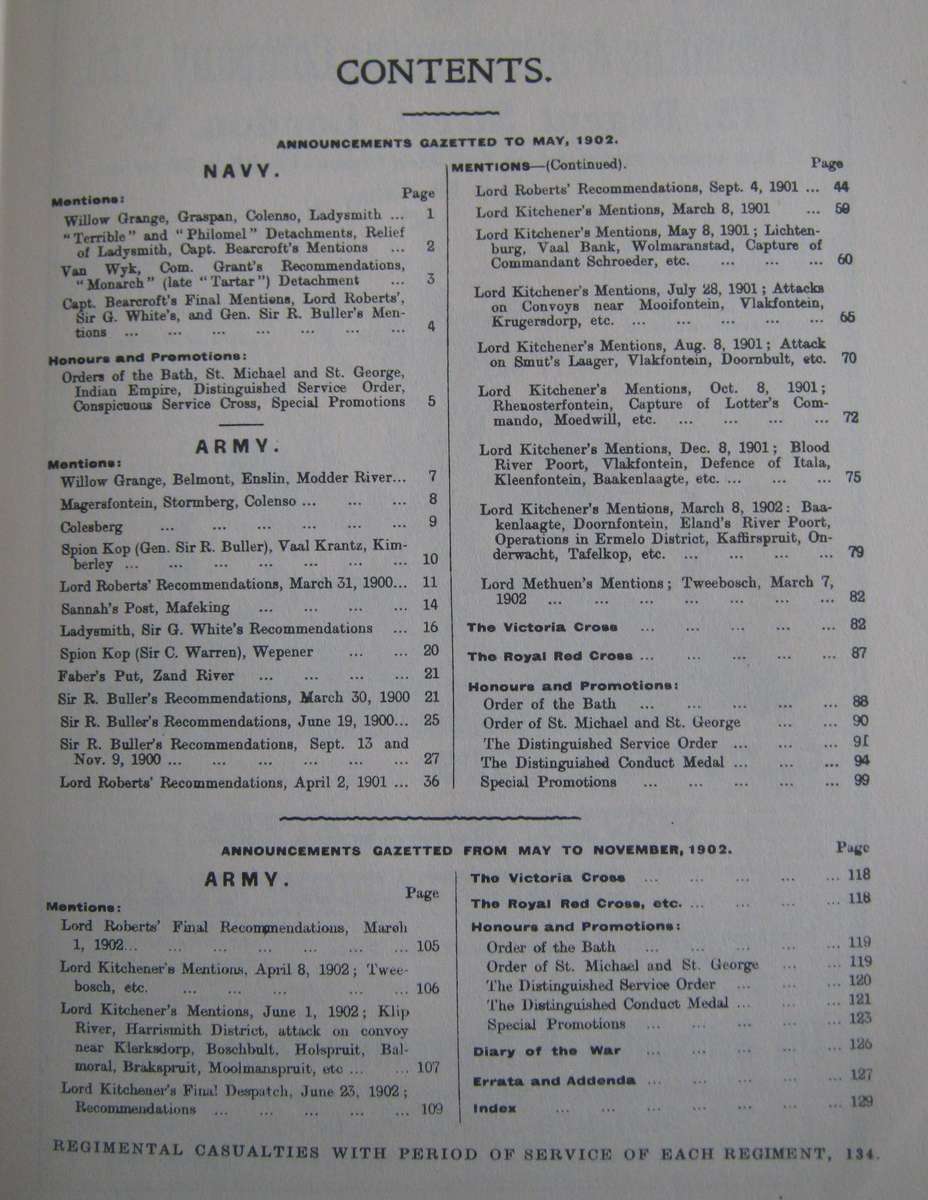 CONTENTS.
ANNOUNCEMENTS GAZETTED TO MAY, 1902.
NAVY.
Mentions: Page
Willow Grange, Graspan, Colenso, Ladysmith ... 1
"Terrible" and "Philomel" Detachments, Relief
of Ladysmith, Capt. Bearcroft's Mentions ... 2
Van Wyk, Com. Grant's Recommendations,
"Monarch" (late "Tartar") Detachment ... 3
Capt. Bearcroft's Final Mentions, Lord Roberts',
Sir G. White's, and Gen. Sir R. Buller's Men-
tions ... ... ... ... ... ... ... 4
Honours and Promotions:
Orders of the Bath, St. Michael and St. George,
Indian Empire, Distinguished Service Order,
Conspicuous Service Cross, Special Promotions 5
ARMY.
Mentions:
Willow Grange, Belmont, Enslin, Modder River... 7
Magersfontein, Stormberg, Colenso ... ... ... 8
Colesberg ... ... ... ... ... ... 9
Spion Kop (Gen. Sir R. Buller), Vaal Krantz, Kim-
berley ... ... ... ... ... ... ... 10
Lord Roberts' Recommendations, March 31, 1900... 11
Sannah's Post, Mafeking ... ... ... ... 14
Ladysmith, Sir G. White's Recommendations ... 16
Spion Kop (Sir C. Warren), Wepener ... ... 20
Faber's Put, Zand River ... ... ... ... 21
Sir R. Buller's Recommendations, March 30, 1900 21
Sir R. Buller's Recommendations, June 19, 1900... 25
Sir R. Buller's Recommendations, Sept. 13 and
Nov. 9, 1900 ... ... ... ... ... ... 27
Lord Roberts' Recommendations, April 2, 1901 ... 36
MENTIONS—(Continued). Page
Lord Roberts' Recommendations, Sept. 4, 1901 ... 44
Lord Kitchener's Mentions, March 8, 1901 ... 59
Lord Kitchener's Mentions, May 8, 1901; Lichten-
burg, Vaal Bank, Wolmaranstad, Capture of
Commandant Schroeder, etc. ... ... ... 60
Lord Kitchener's Mentions, July 28, 1901; Attacks
on Convoys near Mooifontein, Vlakfontein,
Krugersdorp, etc. ... ... ... ... ... 66
Lord Kitchener's Mentions, Aug. 8, 1901; Attack
on Smut's Laager, Vlakfontein, Doornbult, etc. 70
Lord Kitchener's Mentions, Oct. 8, 1901;
Rhenosterfontein, Capture of Lotter's Com-
mando, Moedwill, etc. ... ... ... ... 72
Lord Kitchener's Mentions, Dec. 8, 1901; Blood
River Poort, Vlakfontein, Defence of Itala,
Kleenfontein, Baakenlaagte, etc. ... ... ... 75
Lord Kitchener's Mentions, March 8, 1902: Baa-
kenlaagte, Doornfontein, Eland's River Poort,
Operations in Ermelo District, Kaffirspruit, On-
derwacht, Tafelkop, etc. ... ... ... ... 79
Lord Methuen's Mentions; Tweebosch, March 7,
1902 ... ... ... ... ... ... ... 82
The Victoria Cross ... ... ... ... ... 82
The Royal Red Cross ... ... ... ... ... 87
Honours and Promotions:
Order of the Bath ... ... ... ... ... 88
Order of St. Michael and St. George ... ... 90
The Distinguished Service Order ... ... ... 91
The Distinguished Conduct Medal ... ... ... 94
Special Promotions ... ... ... ... ... 99
ANNOUNCEMENTS GAZETTED FROM MAY TO NOVEMBER, 1902.
ARMY.
Page
Mentions:
Lord Roberts' Final Recommendations, March
1, 1902... ... ... ... ... ... ... 105
Lord Kitchener's Mentions, April 8, 1902; Twee-
bosch, etc. ... ... ... ... ... 106
Lord Kitchener's Mentions, June 1, 1902; Klip
River, Harrismith District, attack on convoy
near Klerksdorp, Boschbult, Holspruit, Bal-
moral, Brakspruit, Moolmanspruit, etc ... ... 107
Lord Kitchener's Final Despatch, June 23, 1902;
Recommendations ... ... ... ... ... 109
Page
The Victoria Cross ... ... ... ... ... 118
The Royal Red Cross, etc. ... ... ... ... 118
Honours and Promotions:
Order of the Bath ... ... ... ... ... 119
Order of St. Michael and St. George ... ... 119
The Distinguished Service Order ... ... ... 120
The Distinguished Conduct Medal ... ... ... 121
Special Promotions ... ... ... ... ... 123
Diary of the War ... ... ... ... ... 126
Errata and Addenda ... ... ... ... ... 127
Index ... ... ... ... ... ... ... 129
REGIMENTAL CASUALTIES WITH PERIOD OF SERVICE OF EACH REGIMENT, 134.